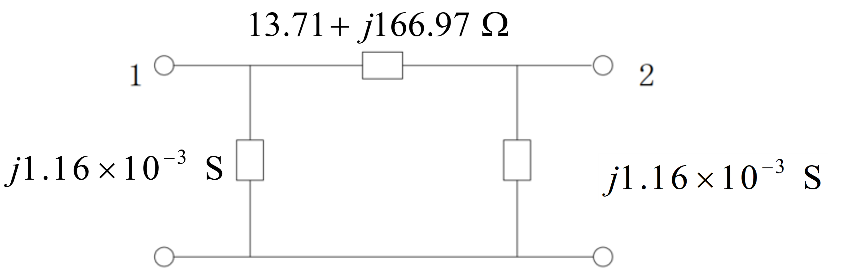 13.71 + j166.97 Ω
1
2
j1.16 × 10⁻³ S
j1.16 × 10⁻³ S